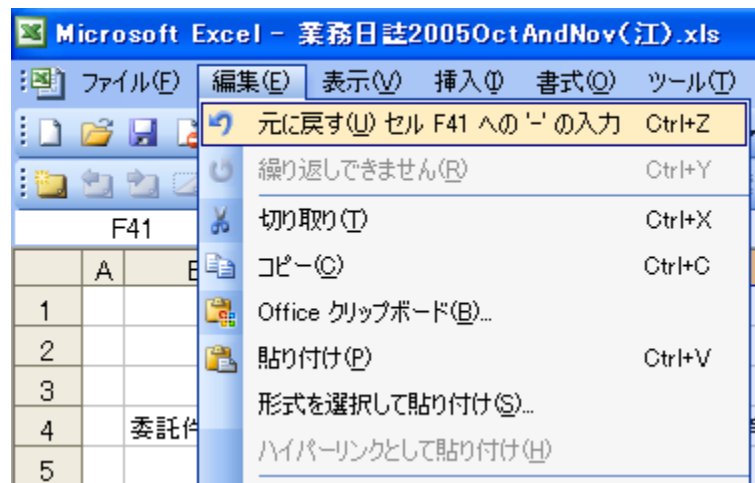 Microsoft Excel - 業務日誌2005OctAndNov(江).xls
ファイル(F) 編集(E) 表示(V) 挿入(I) 書式(O) ツール(T)
元に戻す(U) セル F41 への '-' の入力 Ctrl+Z
繰り返しできません(R) Ctrl+Y
F41
切り取り(T) Ctrl+X
A
コピー(C) Ctrl+C
1
Office クリップボード(B)...
2
貼り付け(P) Ctrl+V
3
形式を選択して貼り付け(S)...
4 委託件
ハイパーリンクとして貼り付け(H)
5